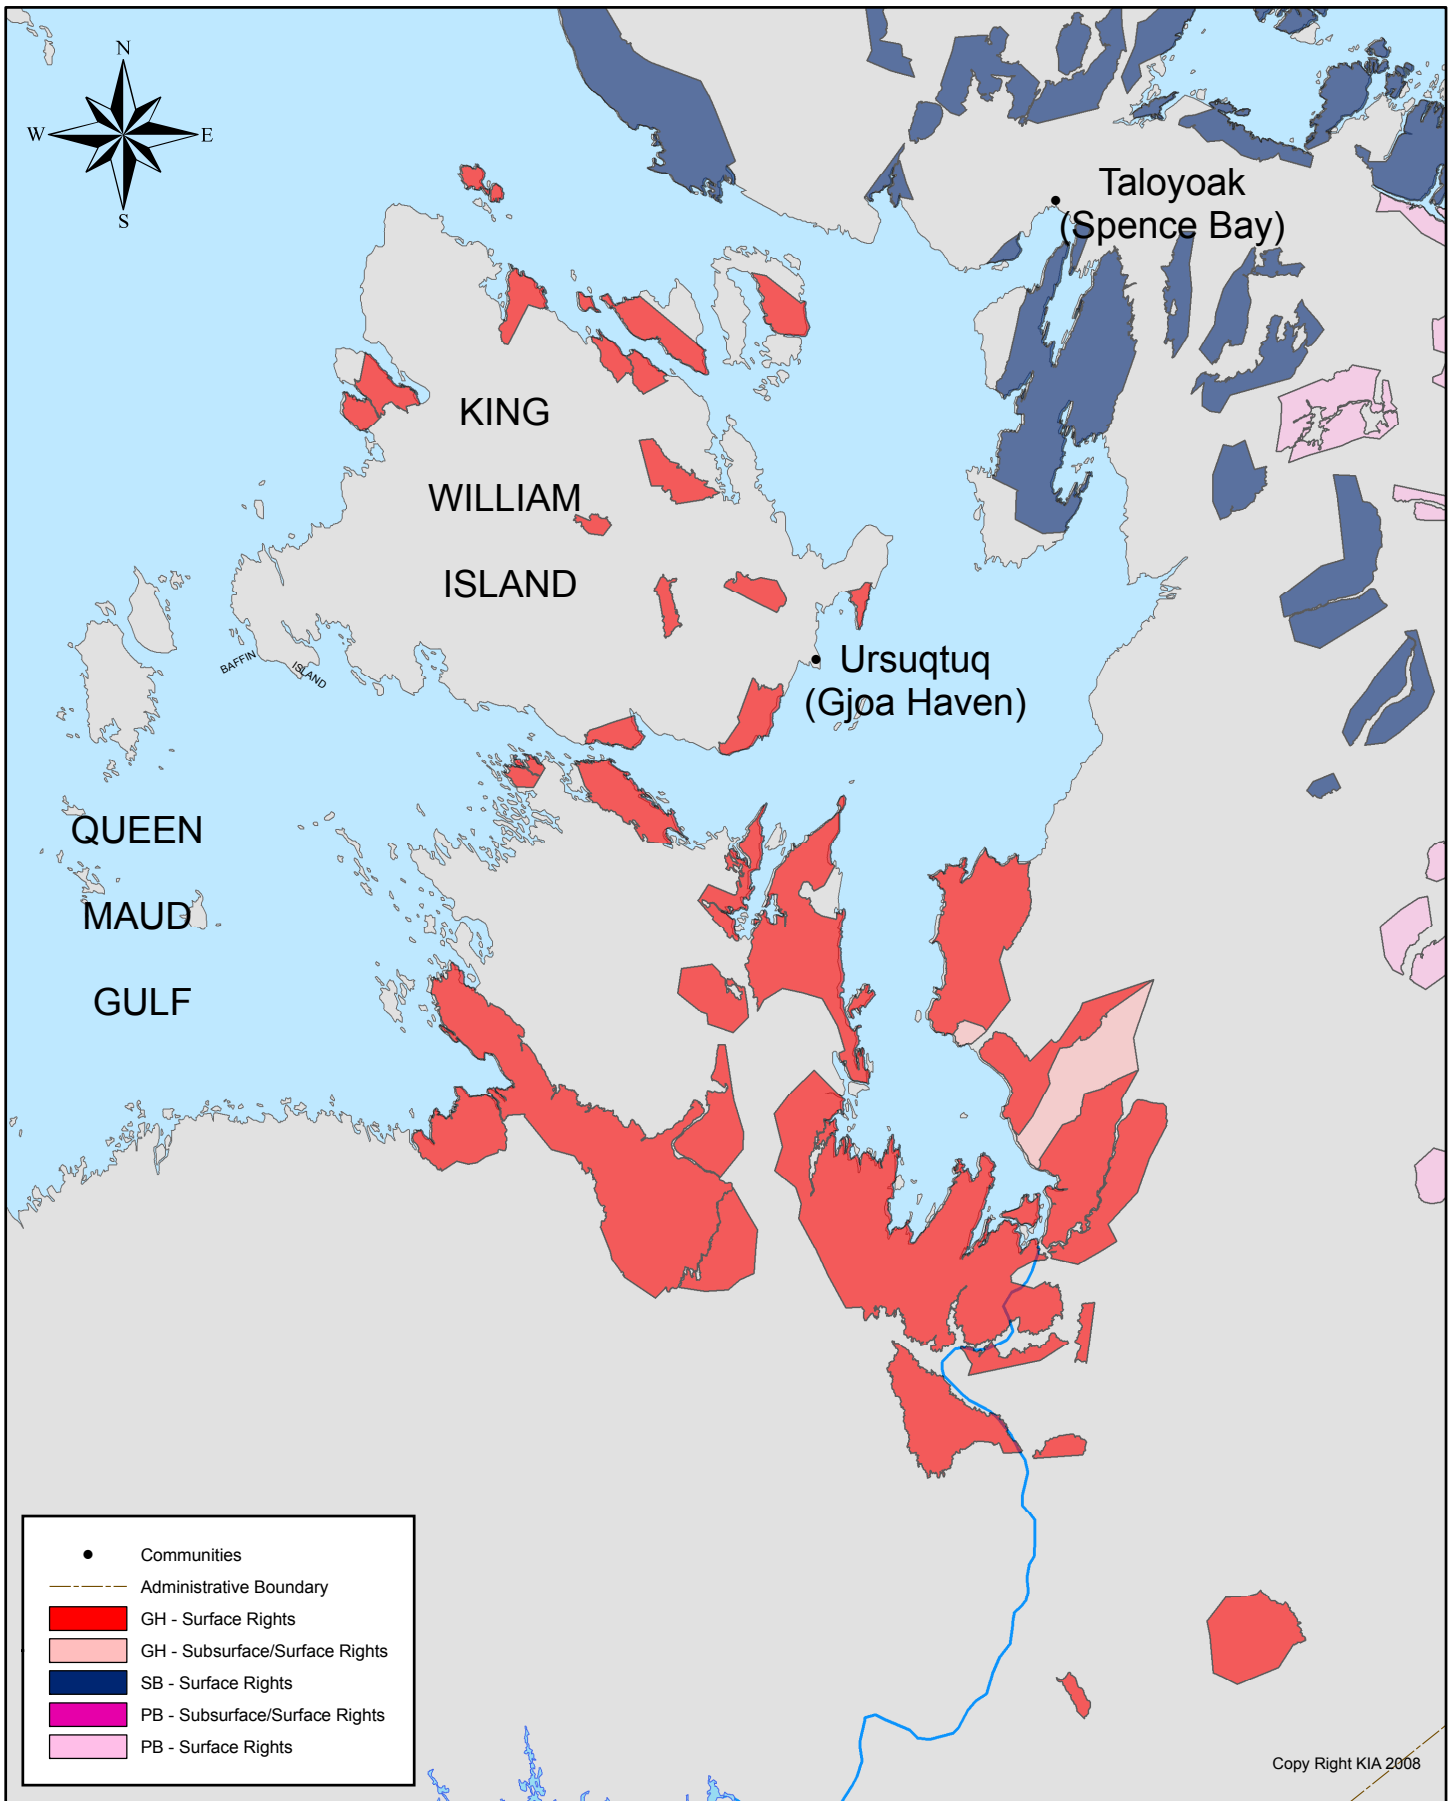 N
W
E
S
Taloyoak
(Spence Bay)
KING
WILLIAM
ISLAND
BAFFIN
ISLAND
Ursuqtuq
(Gjoa Haven)
QUEEN
MAUD
GULF
Communities
Administrative Boundary
GH - Surface Rights
GH - Subsurface/Surface Rights
SB - Surface Rights
PB - Subsurface/Surface Rights
PB - Surface Rights
Copy Right KIA 2008